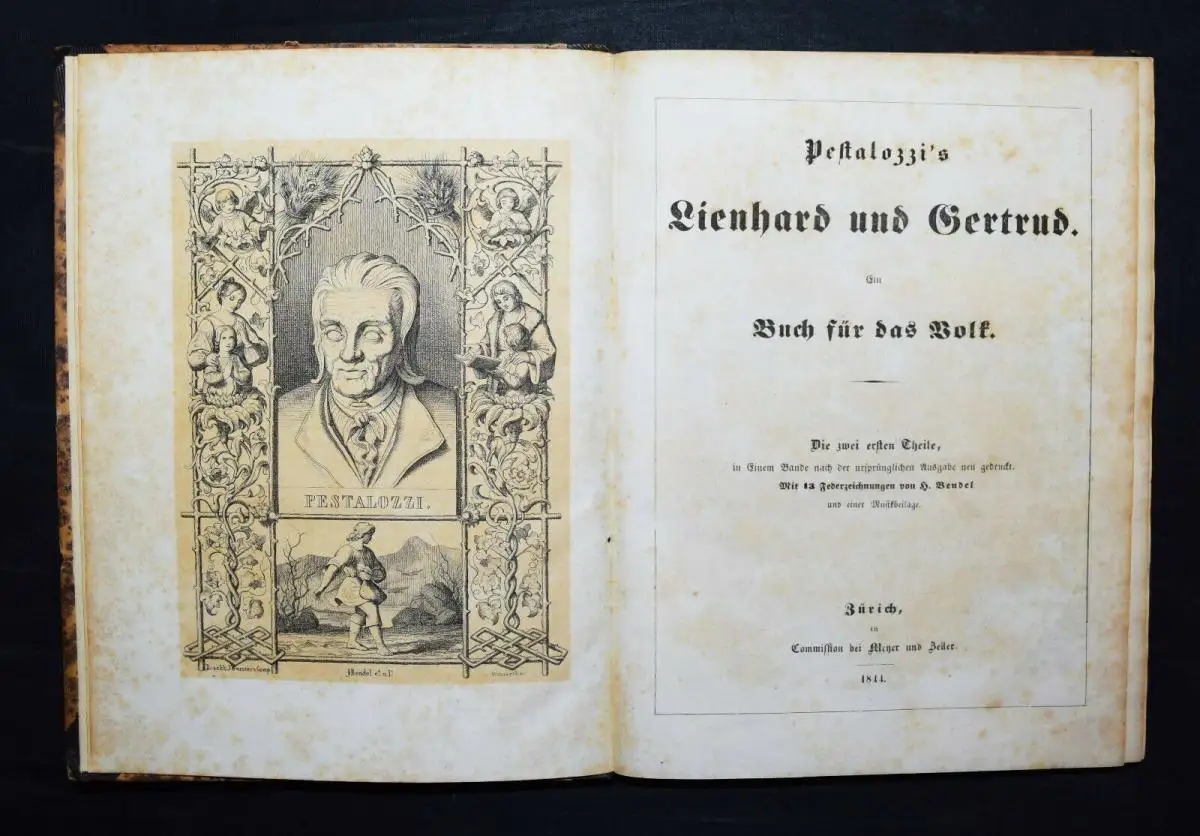 PESTALOZZI.
Bendel
Pestalozzi's
Lienhard und Gertrud.
Ein
Buch für das Volk.
Die zwei ersten Theile,
in Einem Bande nach der ursprünglichen Ausgabe neu gedruckt.
Mit 13 Federzeichnungen von H. Bendel
und einer Musikbeilage.
Zürich,
in
Commission bei Meyer und Zeller.
1844.